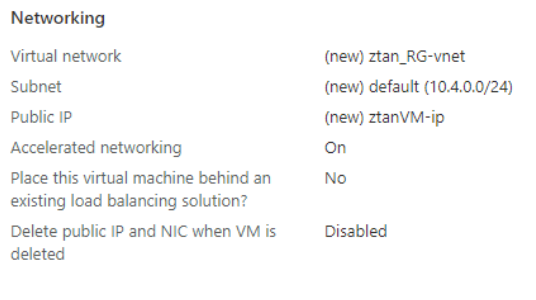 Networking
Virtual network (new) ztan_RG-vnet
Subnet (new) default (10.4.0.0/24)
Public IP (new) ztanVM-ip
Accelerated networking On
Place this virtual machine behind an No
existing load balancing solution?
Delete public IP and NIC when VM is Disabled
deleted